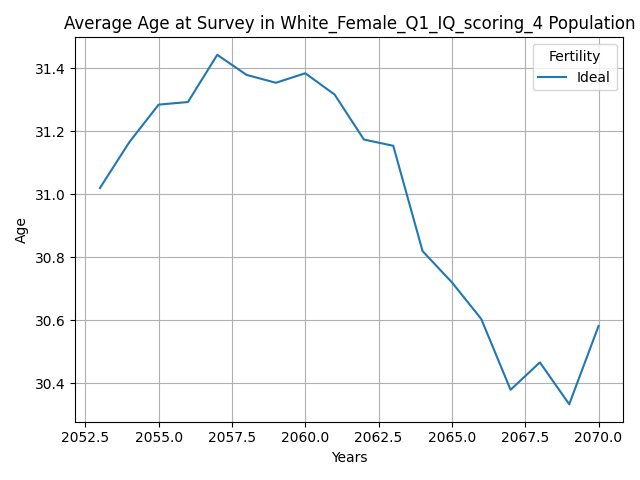 Average Age at Survey in White_Female_Q1_IQ_scoring_4 Population
Fertility
Ideal
31.4
31.2
31.0
30.8
30.6
30.4
Age
2052.5 2055.0 2057.5 2060.0 2062.5 2065.0 2067.5 2070.0
Years